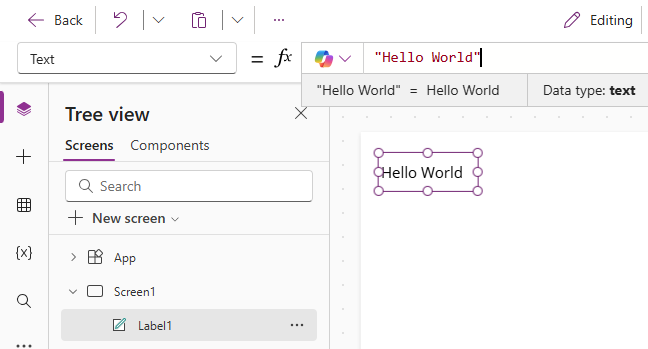 Back
Editing
Text = fx "Hello World"
"Hello World" = Hello World
Data type: text
Tree view
Screens
Components
Search
New screen
App
{x}
Screen1
Label1
Hello World